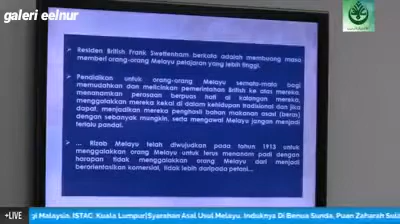 galeri eelnur
Residen British Frank Swettenham berkata adalah membuang masa
memberi orang-orang Melayu pelajaran yang lebih tinggi.
Pendidikan untuk orang-orang Melayu semata-mata bagi
memudahkan dan melicinkan pemerintahan British ke atas mereka,
menanamkan perasaan berpuas hati di kalangan mereka,
menggalakkan mereka kekal di dalam kehidupan tradisional dan jika
dapat, menjadikan mereka penghasil bahan makanan asasi (beras)
dengan sebanyak mungkin, serta mengawal mereka jangan menjadi
terlalu pandai.
... Rizab Melayu telah diwujudkan pada tahun 1913 untuk
menggalakkan orang Melayu untuk terus menanam padi dengan
harapan tidak menggalakkan orang Melayu dari menjadi
berorientasikan komersial, tidak lebih daripada petani...
LIVE
gi Malaysia, ISTAC, Kuala Lumpur|Syarahan Asal Usul Melayu, Induknya Di Benua Sunda, Puan Zaharah Sula